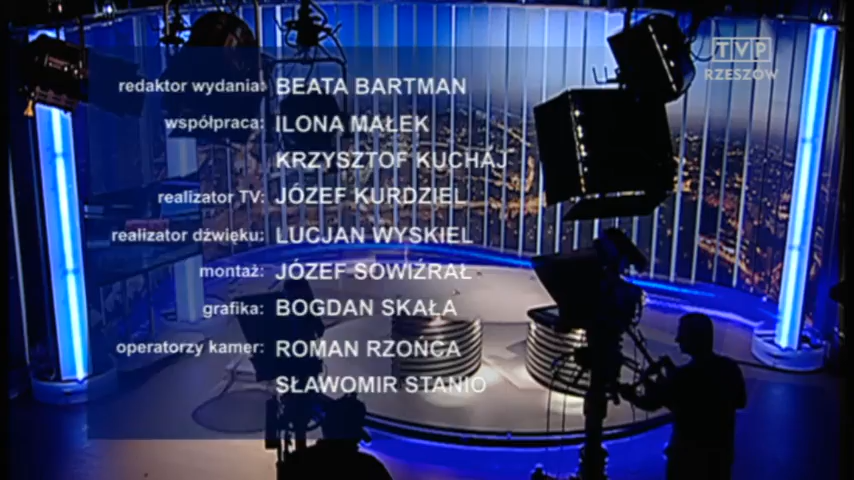 TVP
RZESZÓW
redaktor wydania: BEATA BARTMAN
współpraca: ILONA MAŁEK
KRZYSZTOF KUCHAJ
realizator TV: JÓZEF KURDZIEL
realizator dźwięku: LUCJAN WYSKIEL
montaż: JÓZEF SOWIŹRAŁ
grafika: BOGDAN SKAŁA
operatorzy kamer: ROMAN RZOŃCA
SŁAWOMIR STANIO